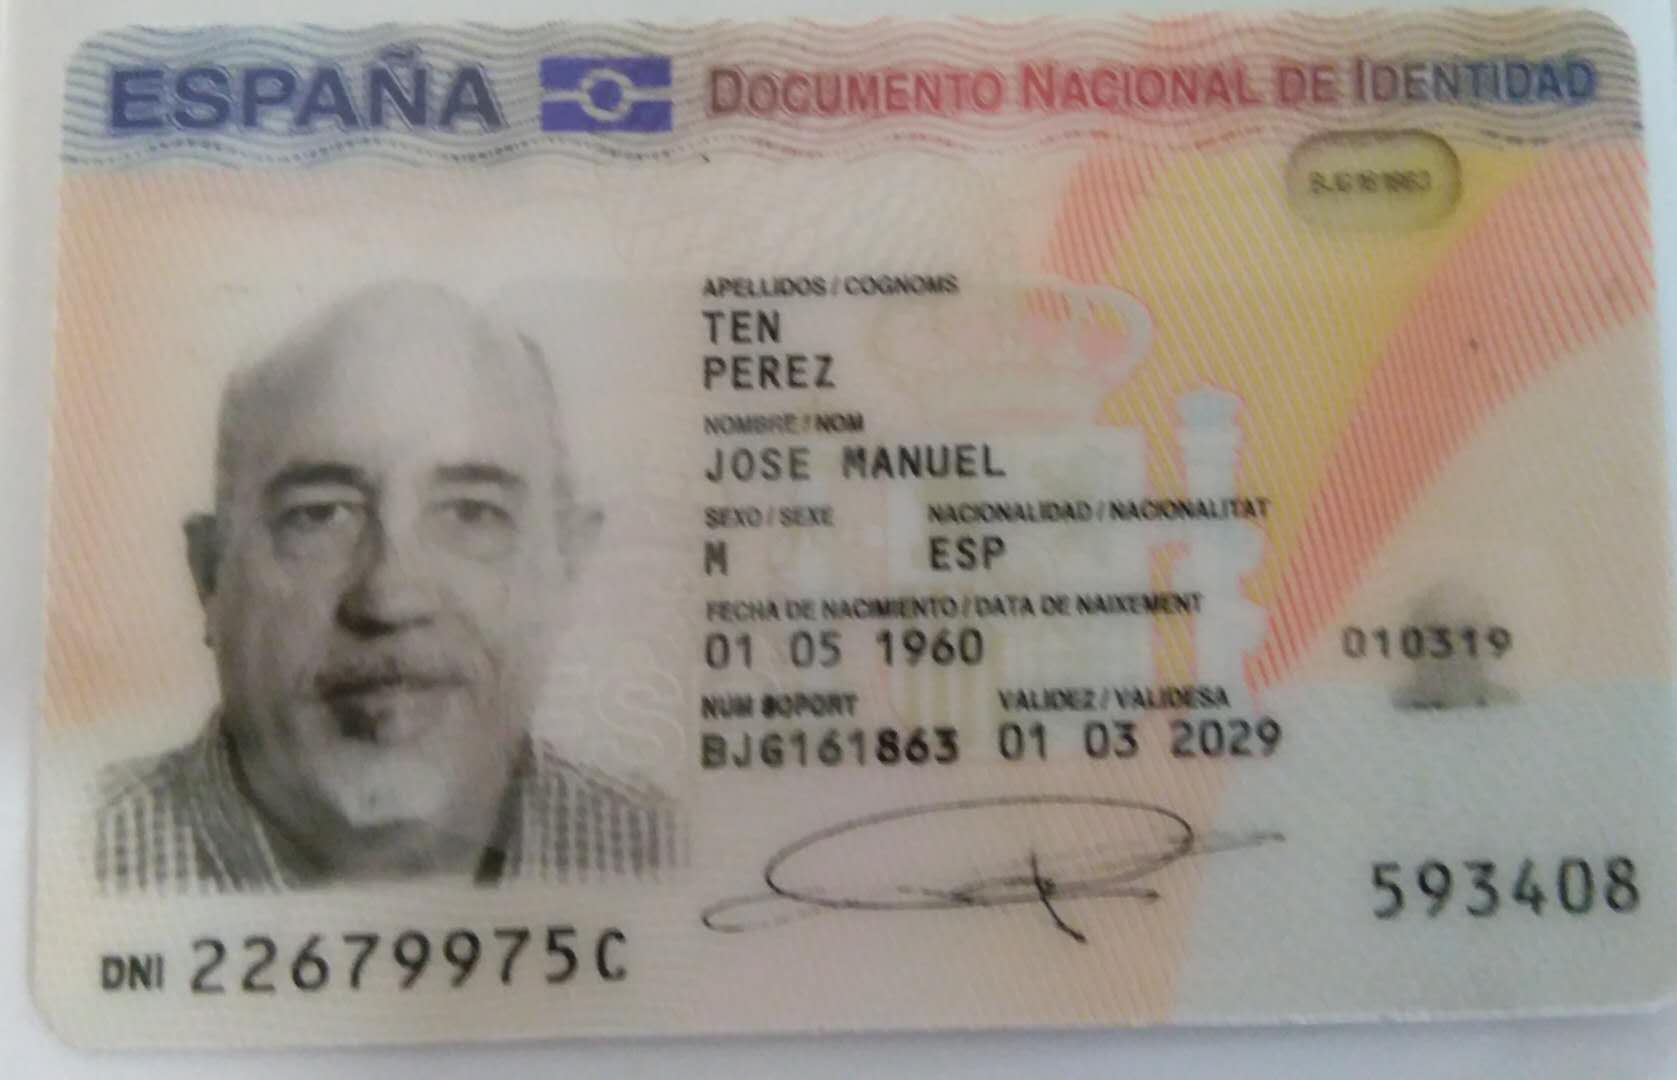 ESPAÑA DOCUMENTO NACIONAL DE IDENTIDAD
BJG161863
APELLIDOS / COGNOMS
TEN
PEREZ
NOMBRE / NOM
JOSE MANUEL
SEXO / SEXE NACIONALIDAD / NACIONALITAT
M ESP
FECHA DE NACIMIENTO / DATA DE NAIXEMENT
01 05 1960 010319
NUM SOPORT VALIDEZ / VALIDESA
BJG161863 01 03 2029
593408
DNI 22679975C